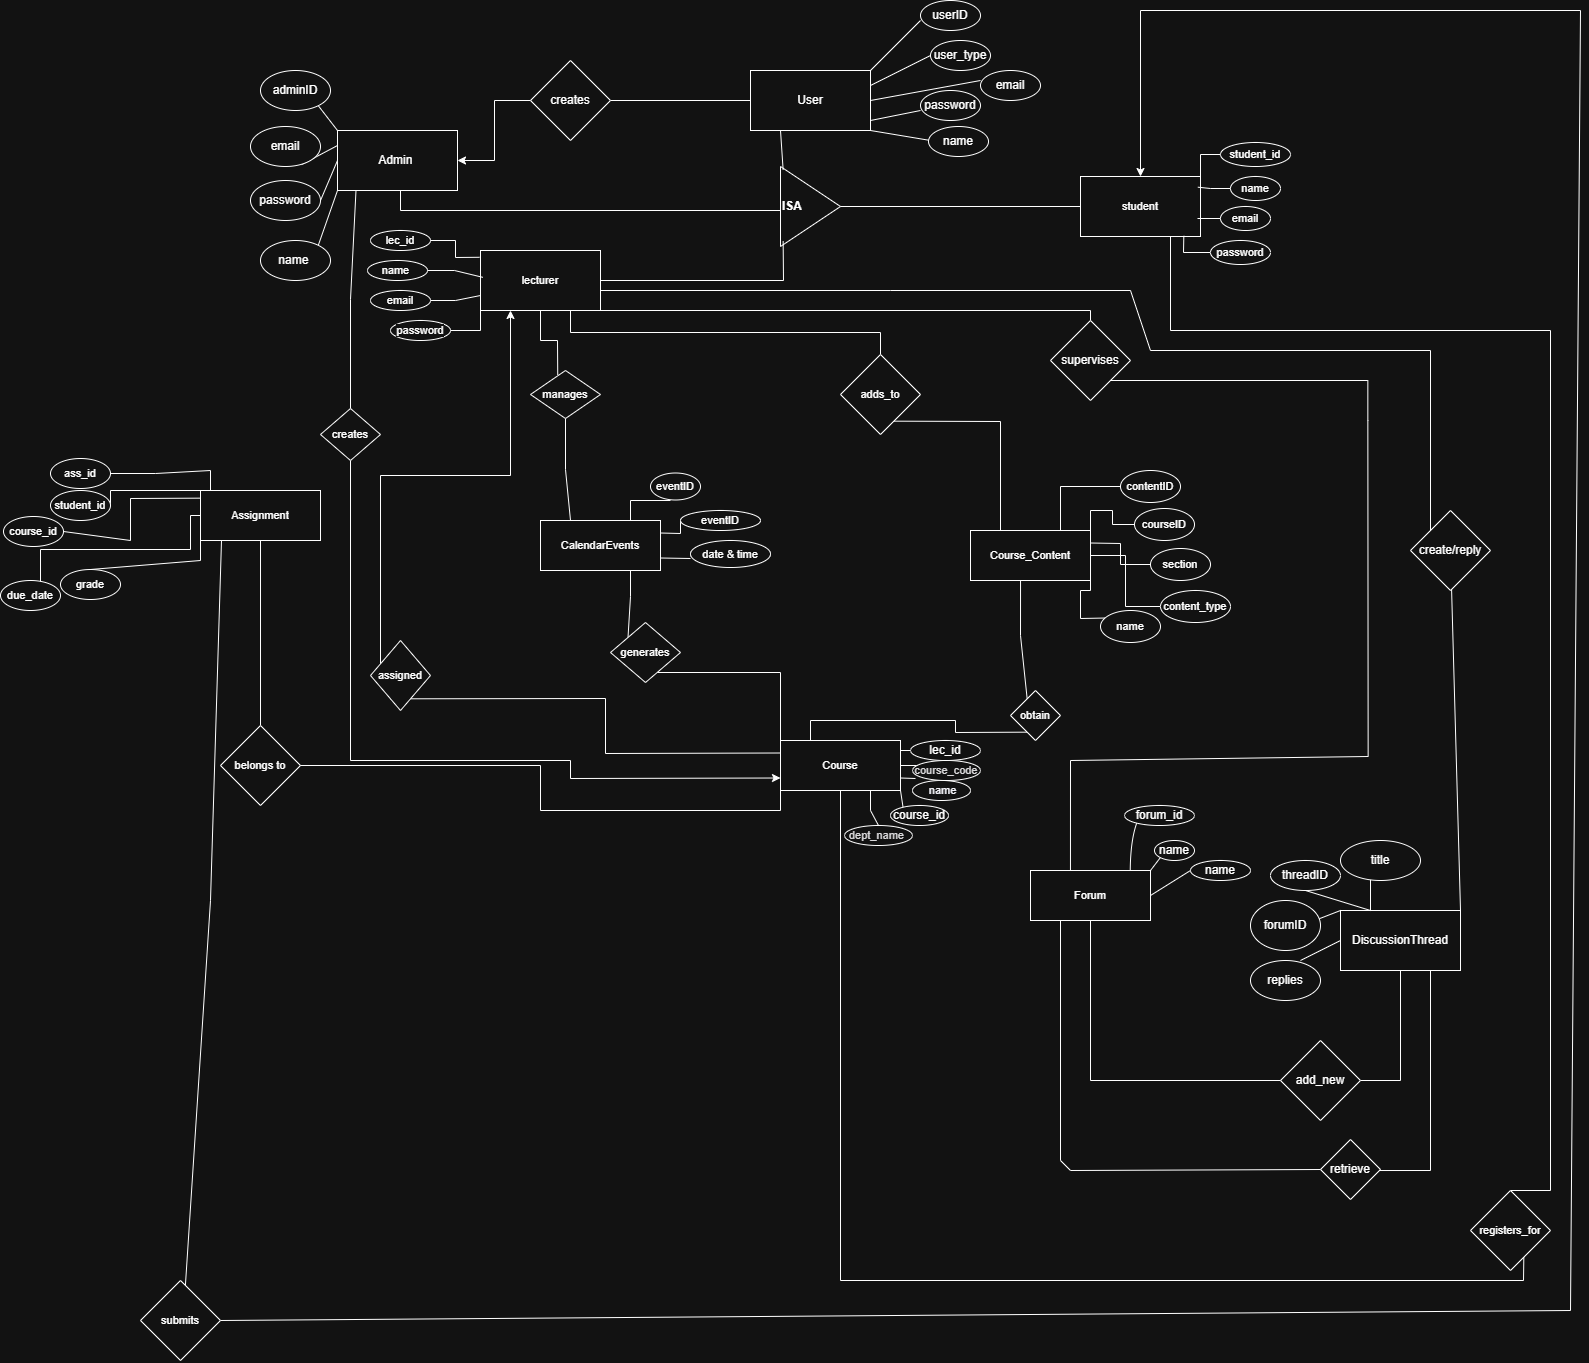 userID
user_type
email
User
creates
adminID
password
name
email
Admin
student_id
name
password
student
ISA
email
lec_id
password
name
name
lecturer
email
password
supervises
manages
adds_to
creates
ass_id
eventID
contentID
student_id
Assignment
eventID
courseID
course_id
CalendarEvents
date & time
Course_Content
create/reply
section
grade
due_date
content_type
name
generates
assigned
obtain
lec_id
belongs to
Course
course_code
name
forum_id
course_id
dept_name
name
title
name
threadID
Forum
forumID
DiscussionThread
replies
add_new
retrieve
registers_for
submits